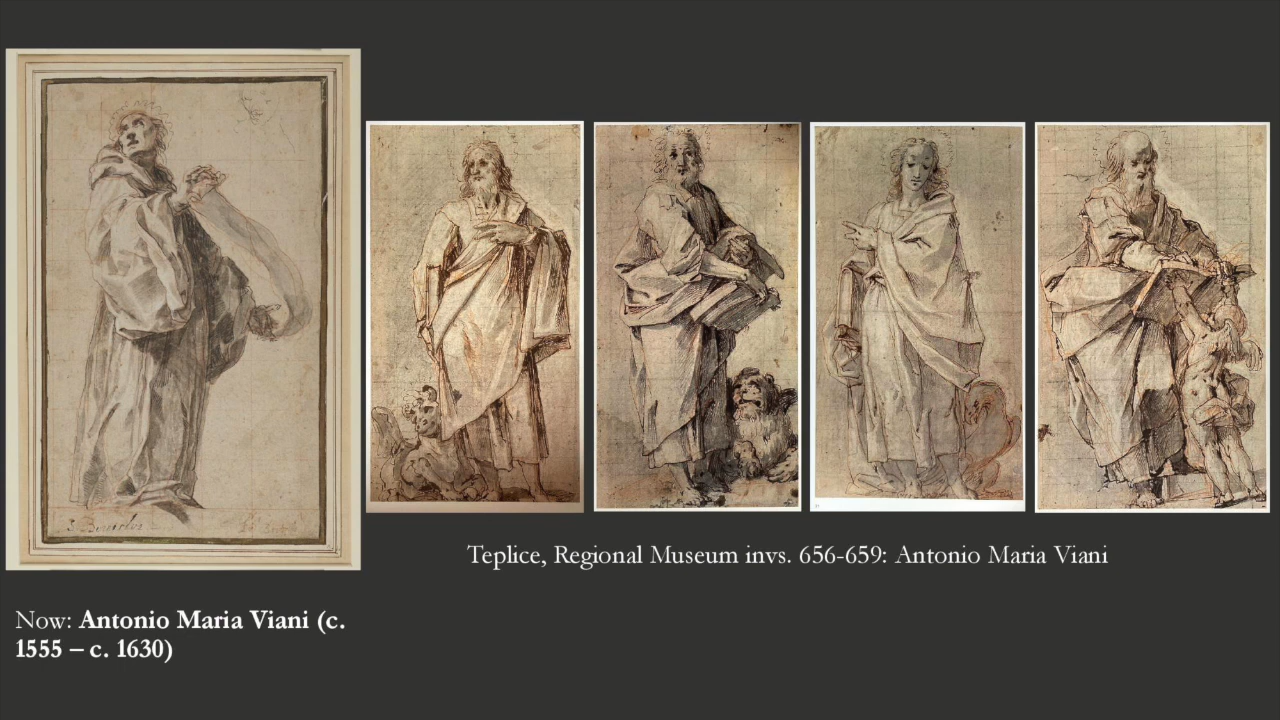 Teplice, Regional Museum invs. 656-659: Antonio Maria Viani
Now: Antonio Maria Viani (c.
1555 – c. 1630)